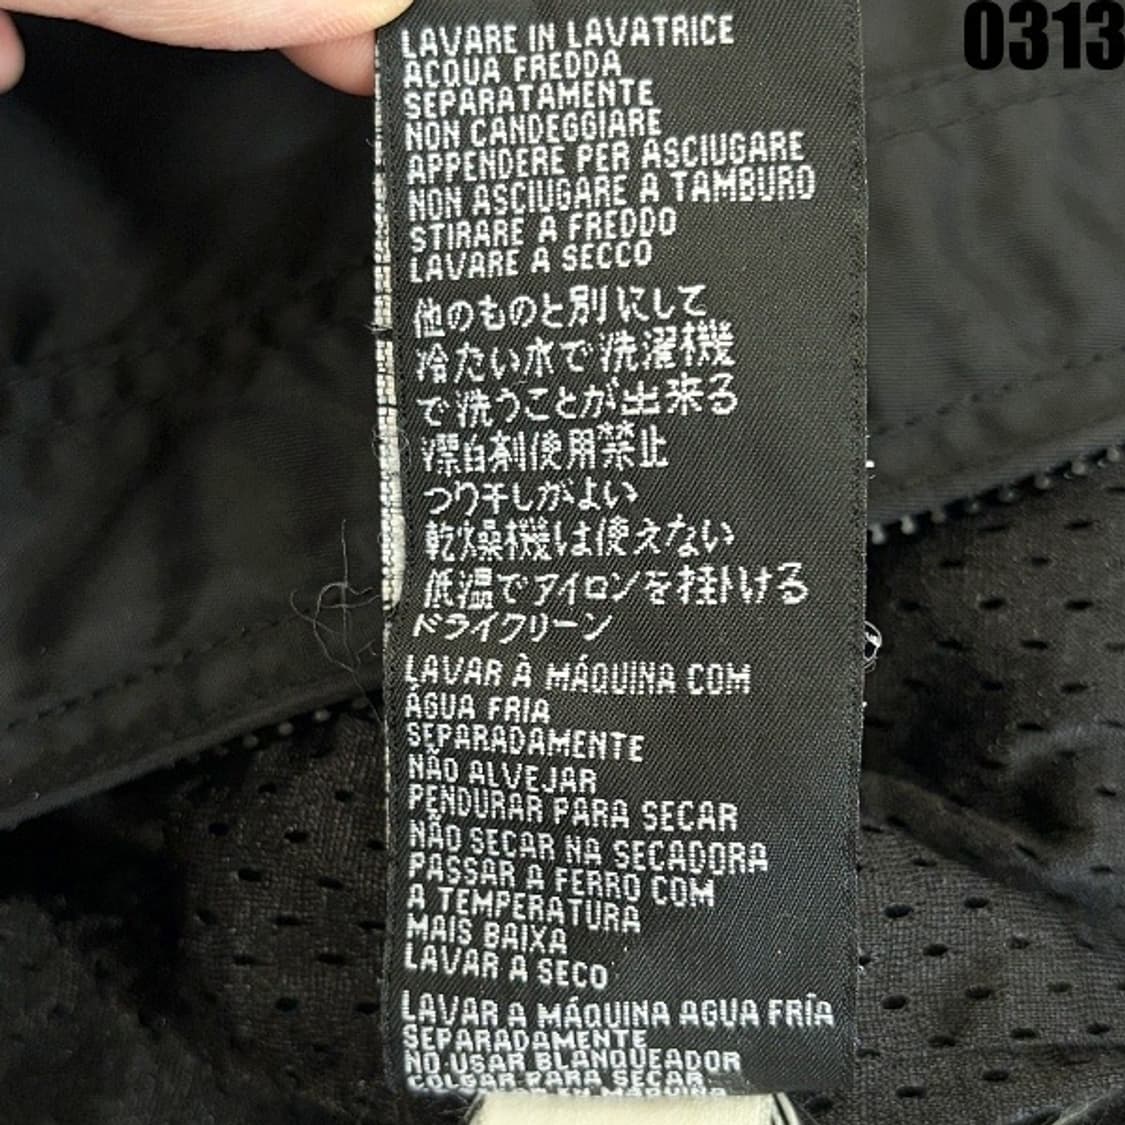 0313
LAVARE IN LAVATRICE
ACQUA FREDDA
SEPARATAMENTE
NON CANDEGGIARE
APPENDERE PER ASCIUGARE
NON ASCIUGARE A TAMBURO
STIRARE A FREDDO
LAVARE A SECCO
他のものと別にして
冷たい水で洗濯機
で洗うことが出来る
漂白剤使用禁止
つり干しがよい
乾燥機は使えない
低温でアイロンを掛ける
ドライクリーン
LAVAR À MÁQUINA COM
ÁGUA FRIA
SEPARADAMENTE
NÃO ALVEJAR
PENDURAR PARA SECAR
NÃO SECAR NA SECADORA
PASSAR A FERRO COM
A TEMPERATURA
MAIS BAIXA
LAVAR A SECO
LAVAR A MÁQUINA AGUA FRÍA
SEPARADAMENTE
NO USAR BLANQUEADOR
COLGAR PARA SECAR